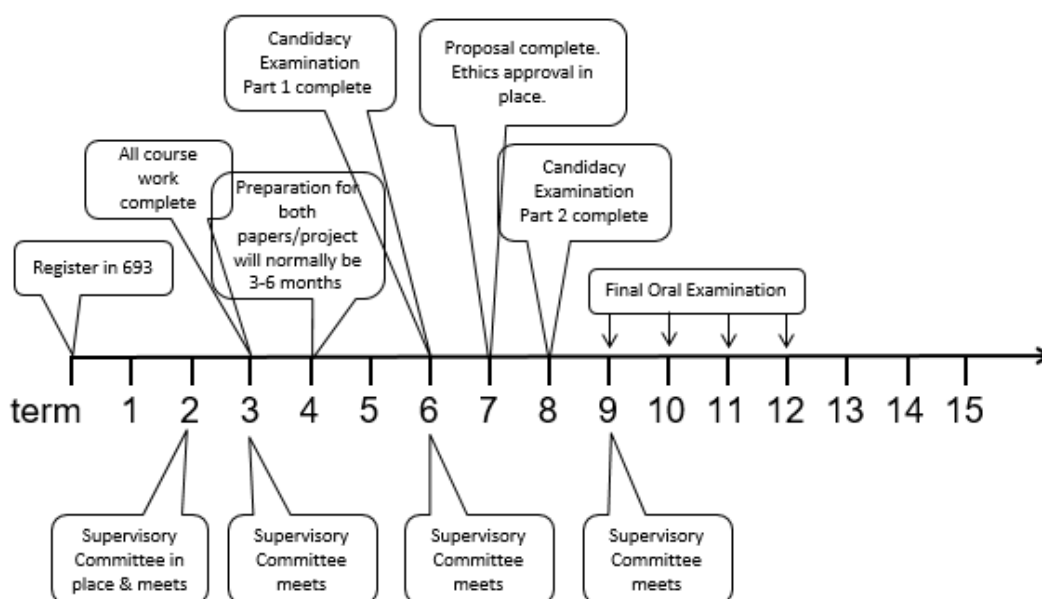 Candidacy
Examination
Part 1 complete
Proposal complete.
Ethics approval in
place.
All course
work
complete
Preparation for
both
papers/project
will normally be
3-6 months
Candidacy
Examination
Part 2 complete
Register in 693
Final Oral Examination
term 1 2 3 4 5 6 7 8 9 10 11 12 13 14 15
Supervisory
Committee in
place & meets
Supervisory
Committee
meets
Supervisory
Committee
meets
Supervisory
Committee
meets